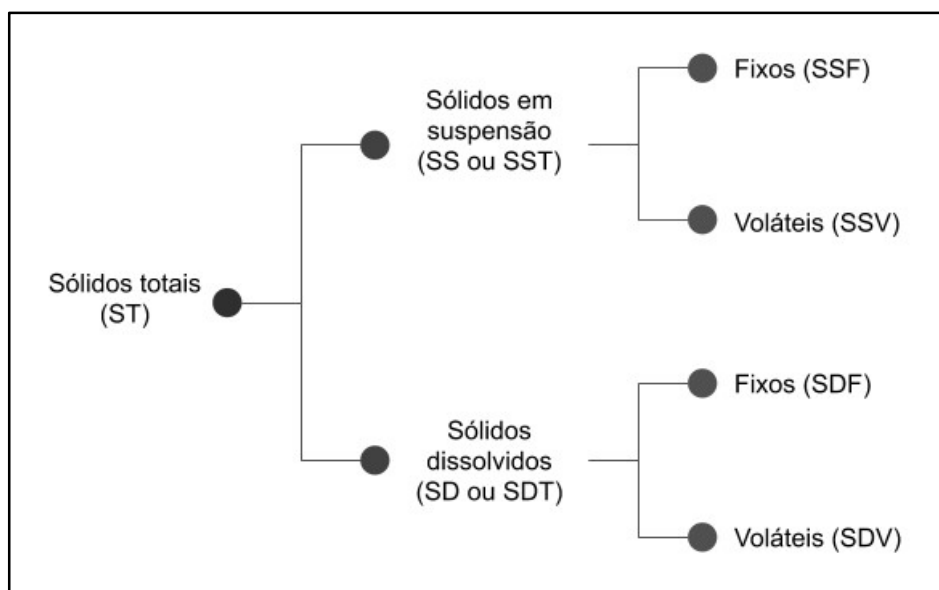 Sólidos totais
(ST)
Sólidos em
suspensão
(SS ou SST)
Fixos (SSF)
Voláteis (SSV)
Sólidos
dissolvidos
(SD ou SDT)
Fixos (SDF)
Voláteis (SDV)